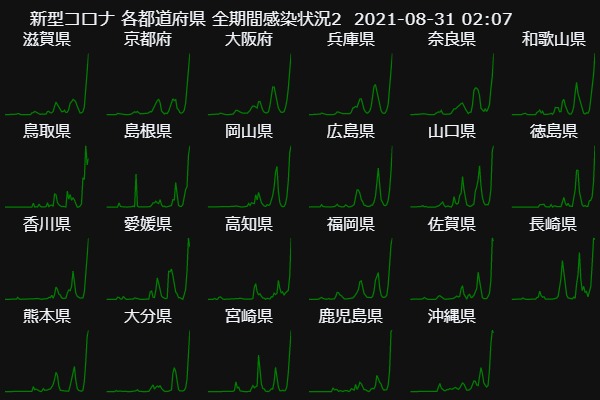 新型コロナ 各都道府県 全期間感染状況2 2021-08-31 02:07
滋賀県 京都府 大阪府 兵庫県 奈良県 和歌山県
鳥取県 島根県 岡山県 広島県 山口県 徳島県
香川県 愛媛県 高知県 福岡県 佐賀県 長崎県
熊本県 大分県 宮崎県 鹿児島県 沖縄県